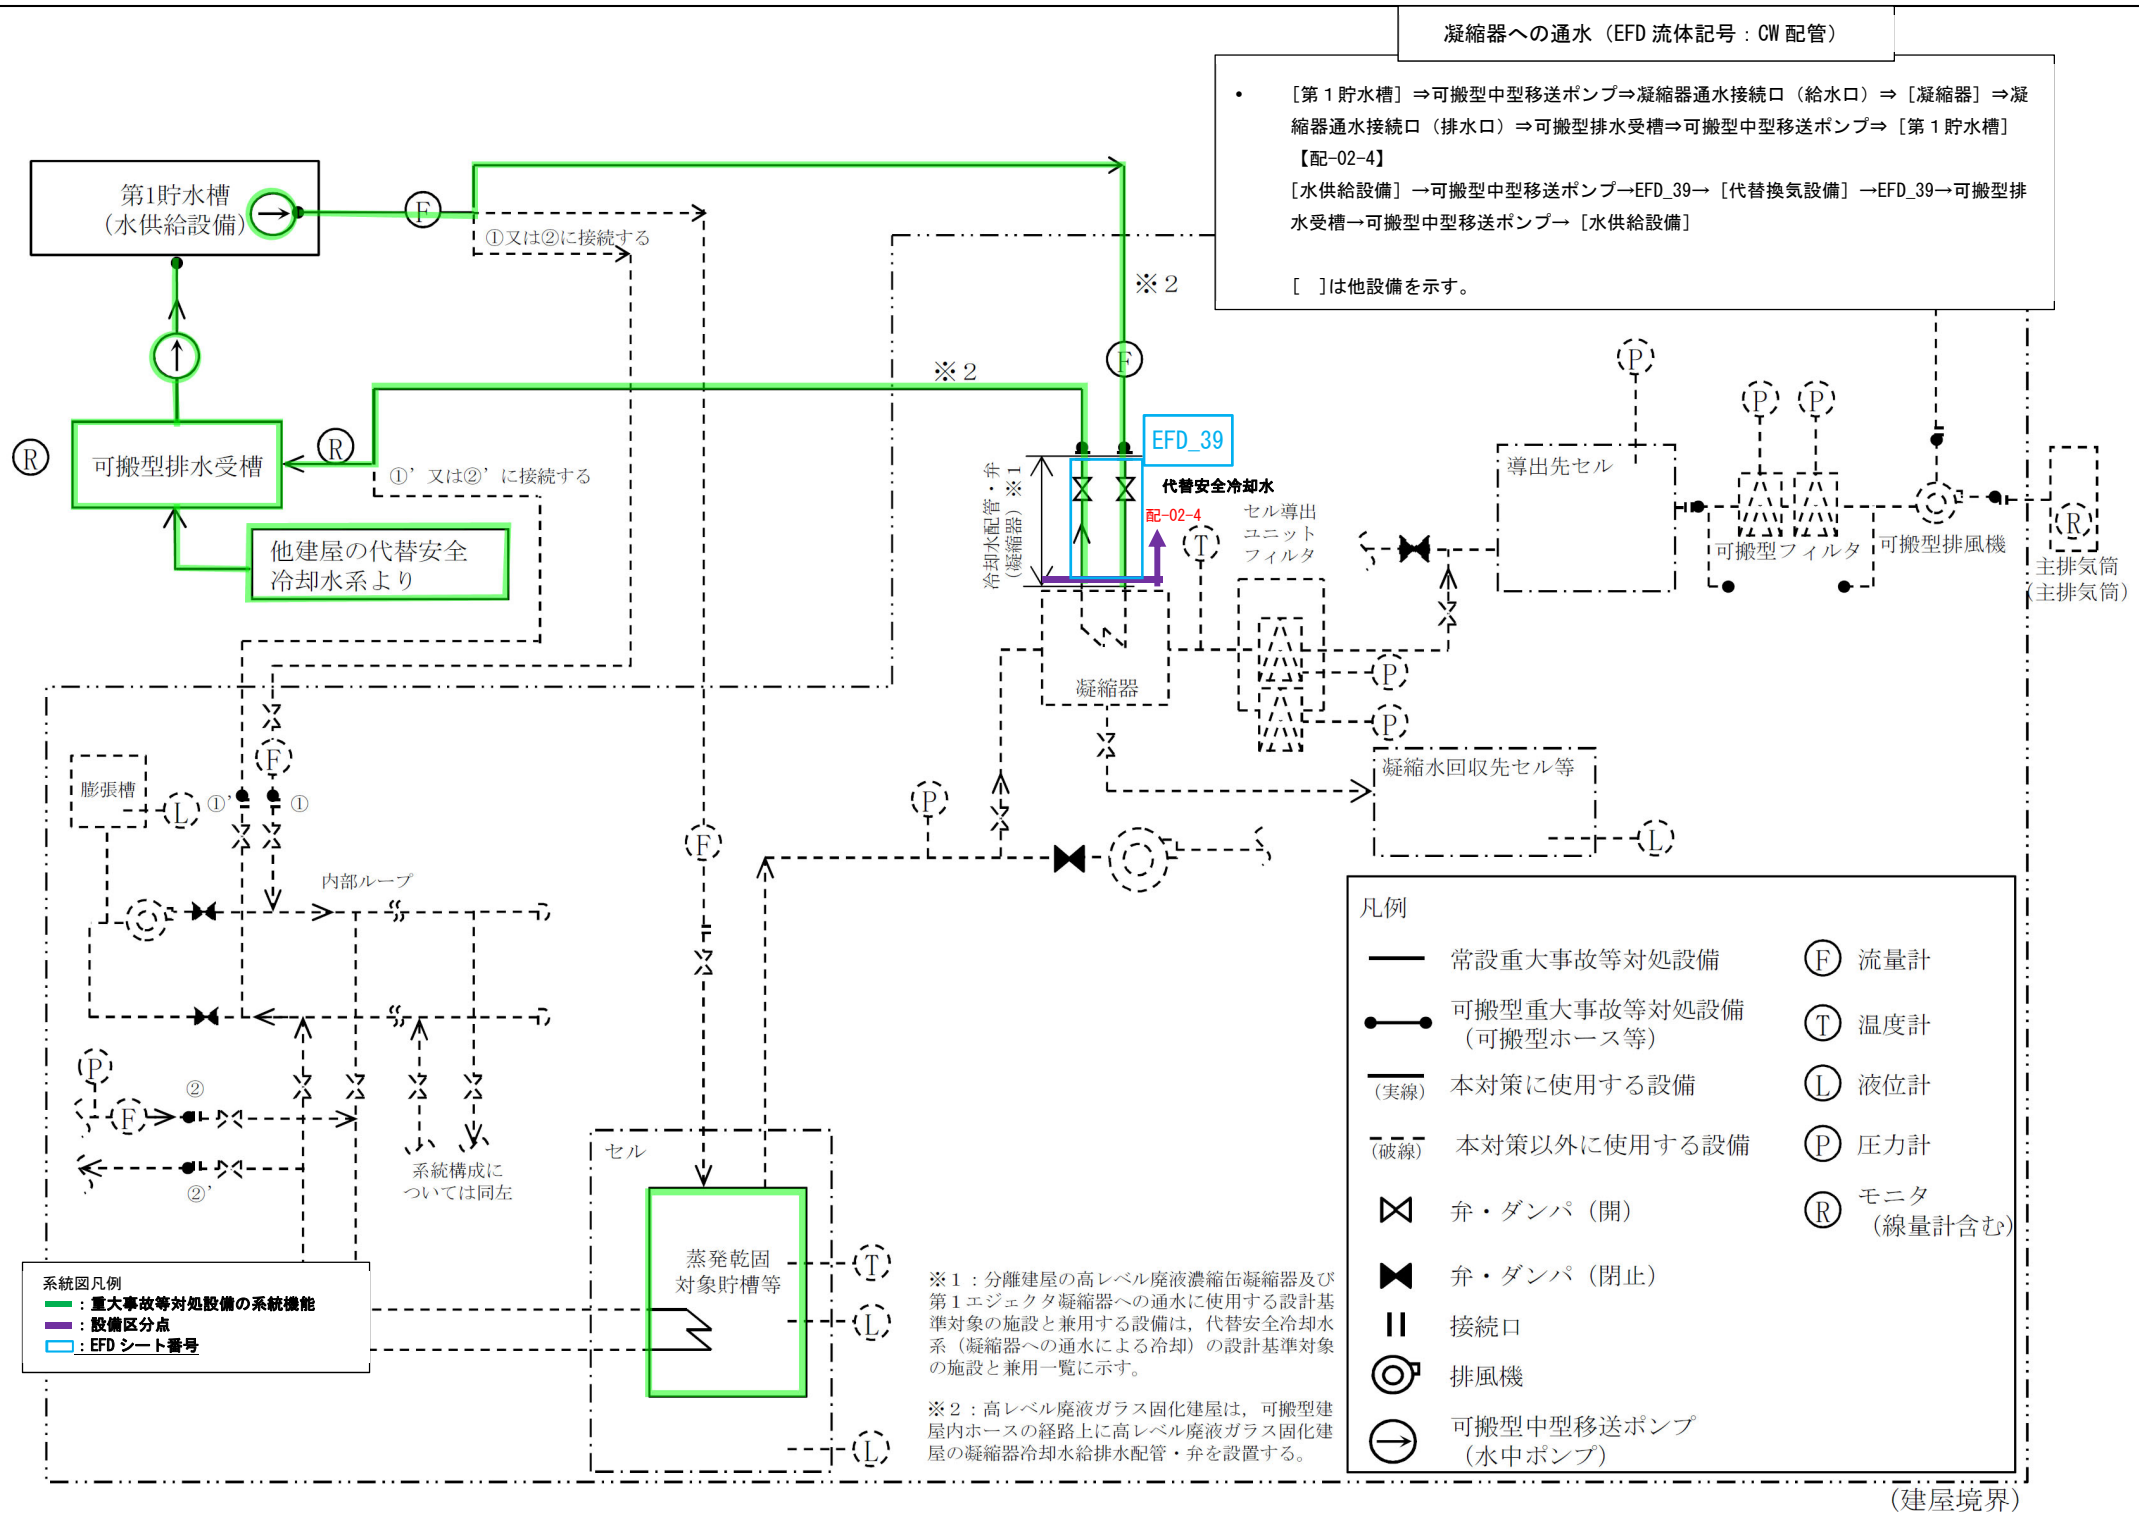 凝縮器への通水（EFD 流体記号：CW 配管）
• [第１貯水槽] ⇒可搬型中型移送ポンプ⇒凝縮器通水接続口（給水口）⇒ [凝縮器] ⇒凝
縮器通水接続口（排水口）⇒可搬型排水受槽⇒可搬型中型移送ポンプ⇒ [第１貯水槽]
【配-02-4】
[水供給設備] →可搬型中型移送ポンプ→EFD_39→ [代替換気設備] →EFD_39→可搬型排
水受槽→可搬型中型移送ポンプ→ [水供給設備]
[　]は他設備を示す。
第1貯水槽
（水供給設備）
F
①又は②に接続する
※２
※２
F
R
R
可搬型排水受槽
①’ 又は②’ に接続する
他建屋の代替安全
冷却水系より
EFD_39
代替安全冷却水
配-02-4
冷却水配管・弁
（凝縮器）※１
T
セル導出
ユニット
フィルタ
凝縮器
P
P
P
導出先セル
P
P
可搬型フィルタ
可搬型排風機
R
主排気筒
（主排気筒）
凝縮水回収先セル等
L
P
F
膨張槽
L
①’
F
①
内部ループ
P
F
②
②’
系統構成に
ついては同左
セル
蒸発乾固
対象貯槽等
T
L
L
系統図凡例
：重大事故等対処設備の系統機能
：設備区分点
：EFD シート番号
※１：分離建屋の高レベル廃液濃縮缶凝縮器及び
第１エジェクタ凝縮器への通水に使用する設計基
準対象の施設と兼用する設備は，代替安全冷却水
系（凝縮器への通水による冷却）の設計基準対象
の施設と兼用一覧に示す。
※２：高レベル廃液ガラス固化建屋は，可搬型建
屋内ホースの経路上に高レベル廃液ガラス固化建
屋の凝縮器冷却水給排水配管・弁を設置する。
凡例
常設重大事故等対処設備
可搬型重大事故等対処設備
（可搬型ホース等）
（実線）
本対策に使用する設備
（破線）
本対策以外に使用する設備
弁・ダンパ（開）
弁・ダンパ（閉止）
接続口
排風機
可搬型中型移送ポンプ
（水中ポンプ）
F 流量計
T 温度計
L 液位計
P 圧力計
R モニタ
（線量計含む）
（建屋境界）